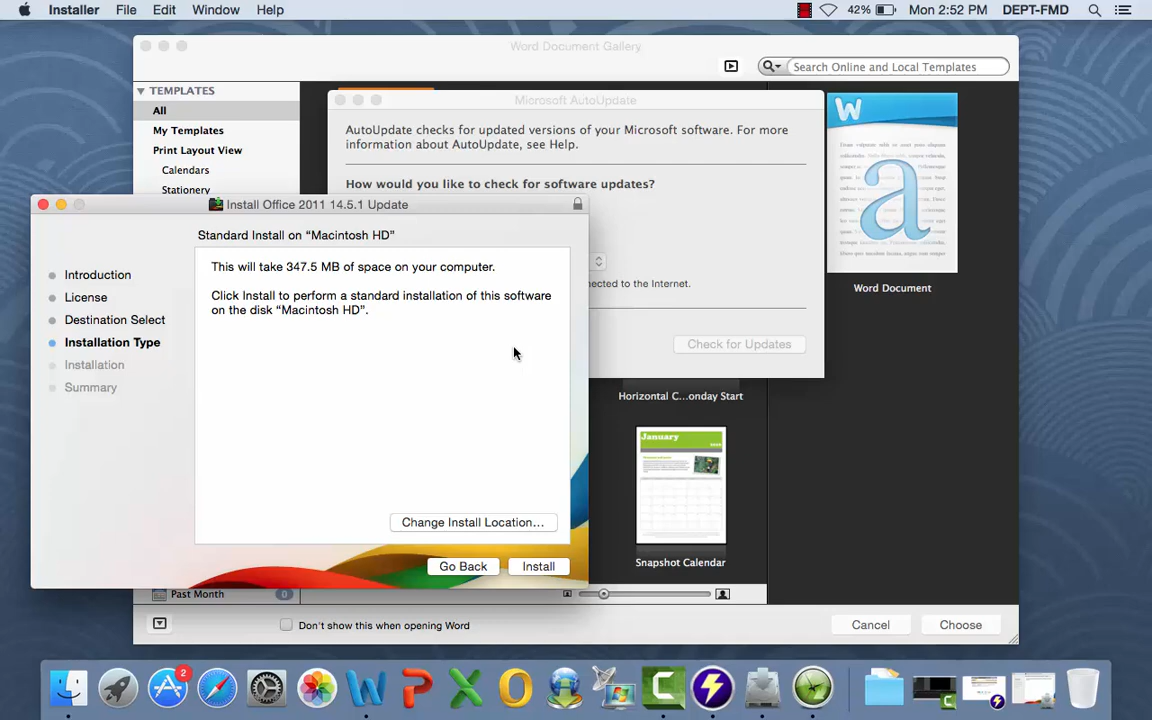 Installer File Edit Window Help
42% Mon 2:52 PM DEPT-FMD
Word Document Gallery
Search Online and Local Templates
TEMPLATES
All
My Templates
Print Layout View
Calendars
Stationery
Microsoft AutoUpdate
AutoUpdate checks for updated versions of your Microsoft software. For more
information about AutoUpdate, see Help.
How would you like to check for software updates?
nected to the Internet.
Check for Updates
Word Document
Install Office 2011 14.5.1 Update
Standard Install on “Macintosh HD”
Introduction
License
Destination Select
Installation Type
Installation
Summary
This will take 347.5 MB of space on your computer.
Click Install to perform a standard installation of this software
on the disk “Macintosh HD”.
Change Install Location...
Go Back
Install
Horizontal C...onday Start
January
Snapshot Calendar
Past Month 0
Don't show this when opening Word
Cancel
Choose
2